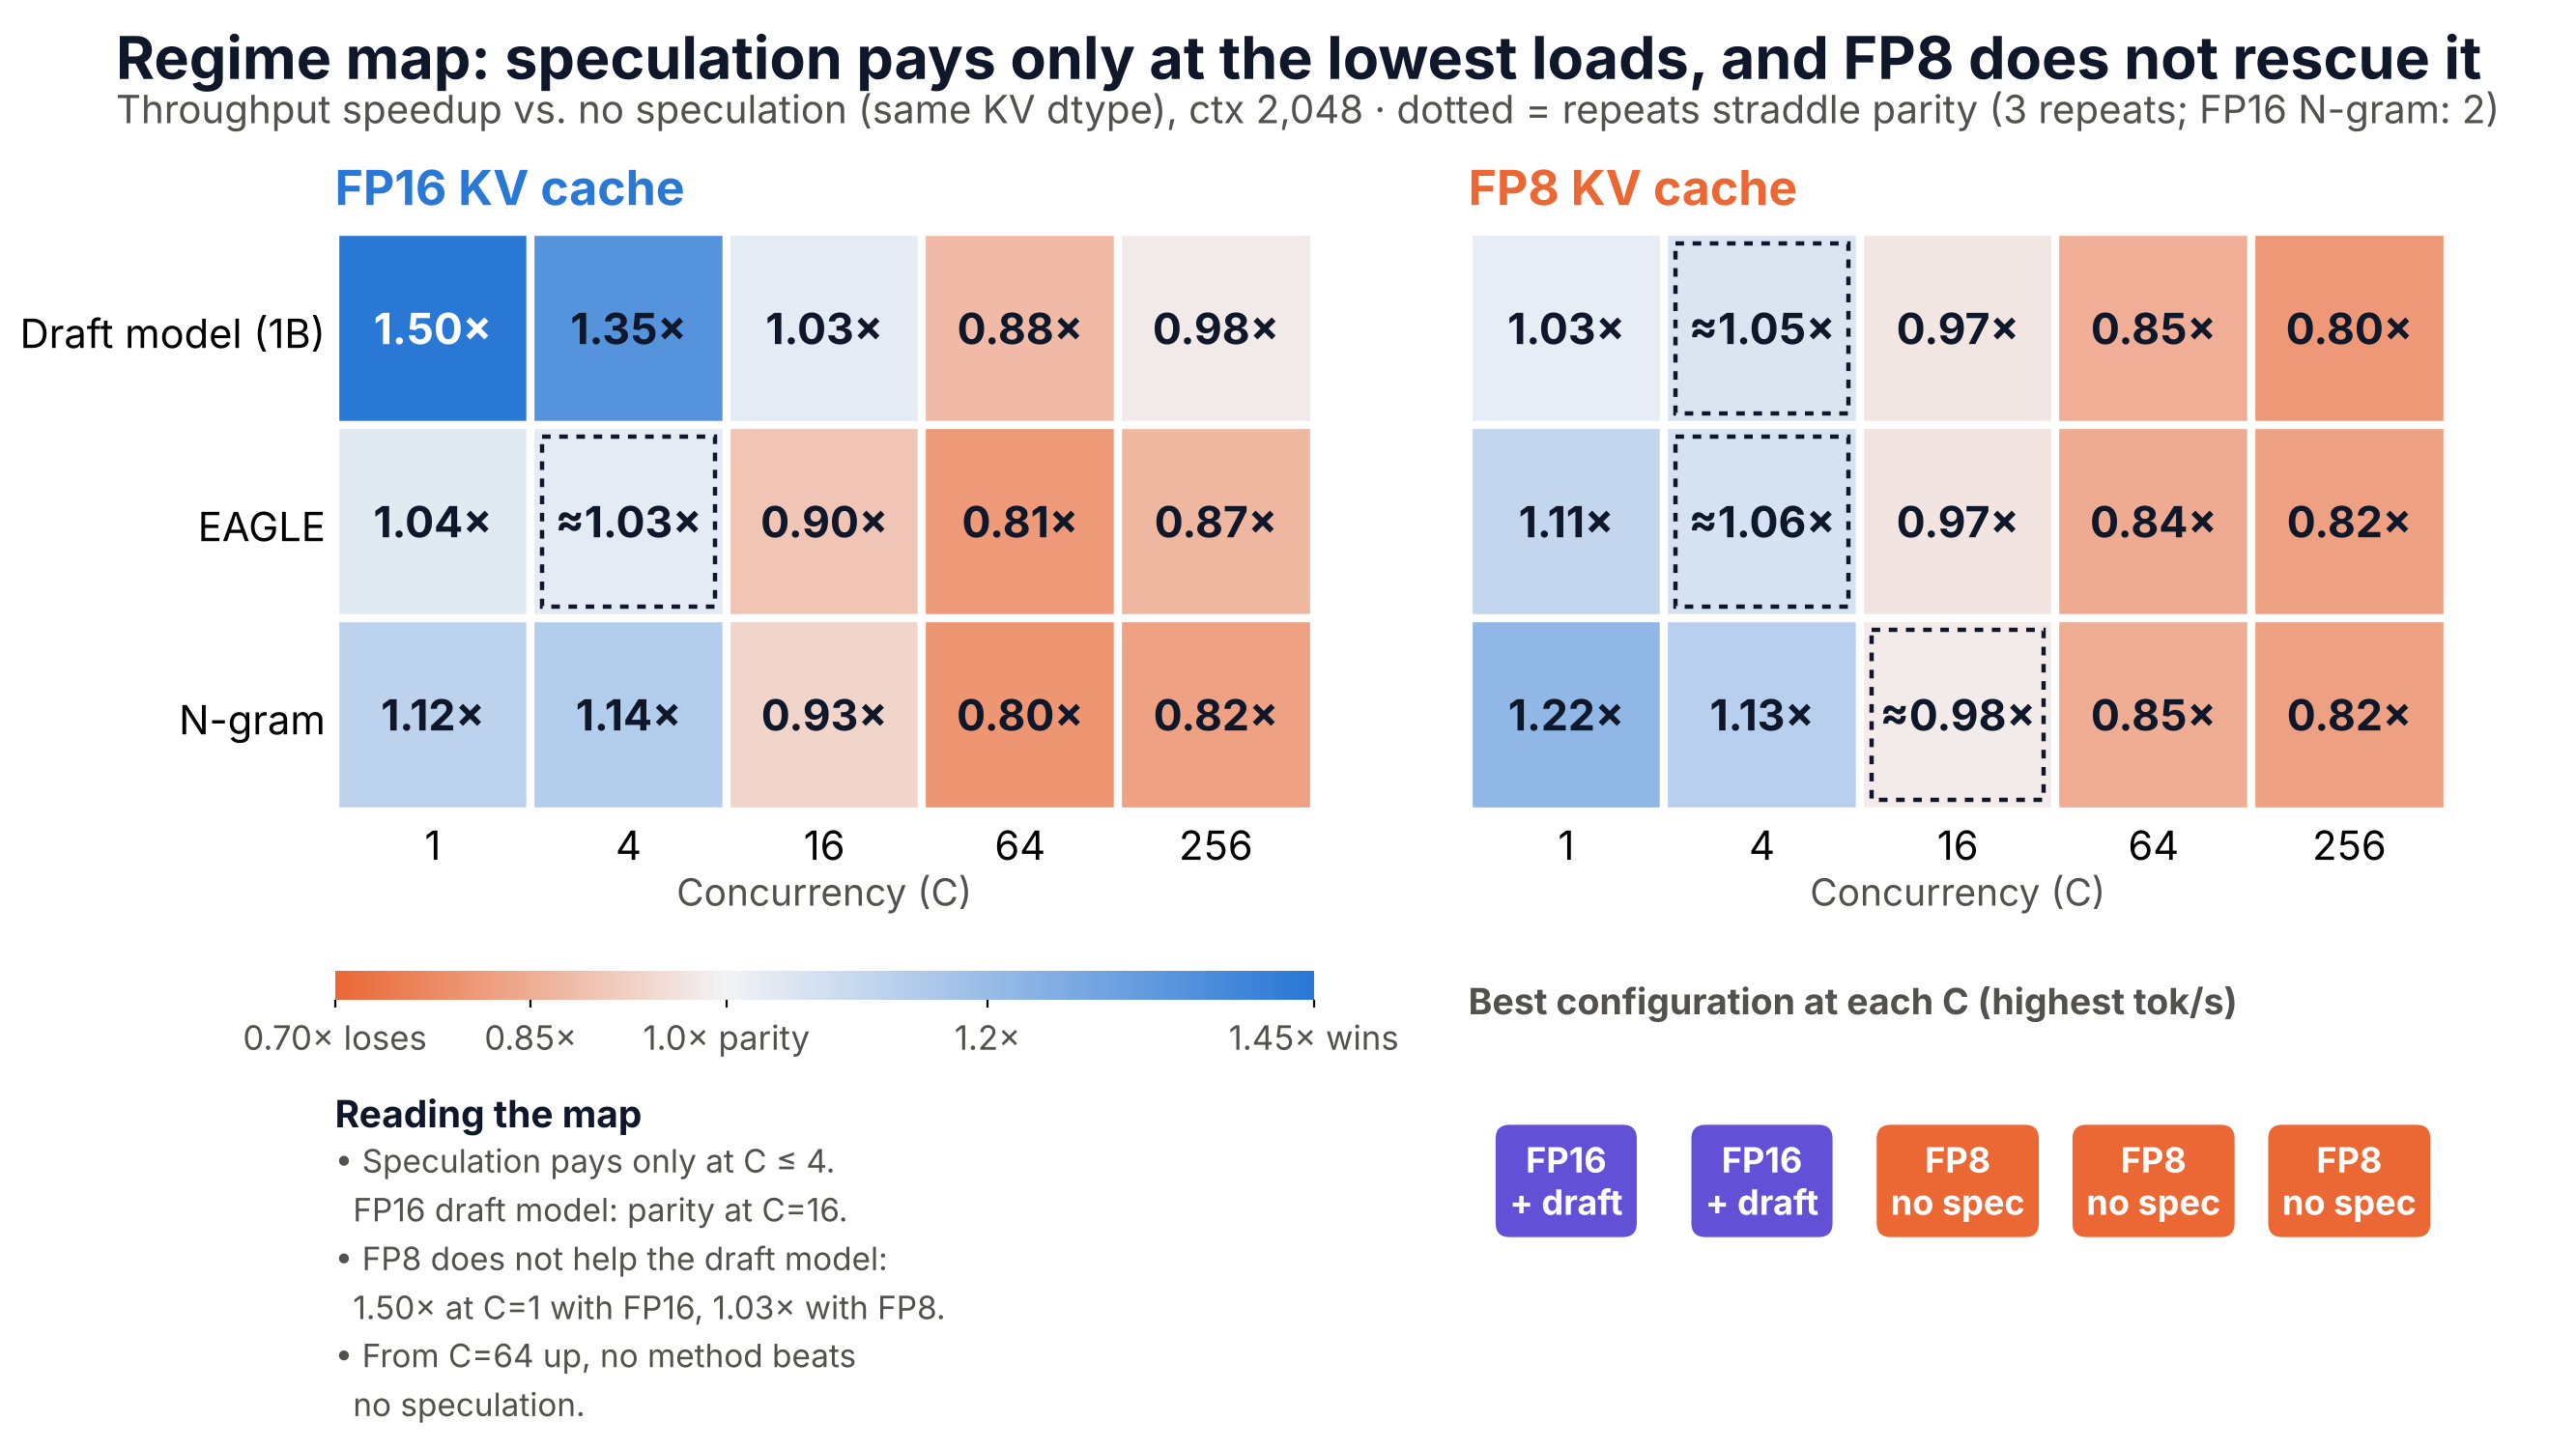 Regime map: speculation pays only at the lowest loads, and FP8 does not rescue it
Throughput speedup vs. no speculation (same KV dtype), ctx 2,048 · dotted = repeats straddle parity (3 repeats; FP16 N-gram: 2)
FP16 KV cache
Draft model (1B) 1.50× 1.35× 1.03× 0.88× 0.98×
EAGLE 1.04× ≈1.03× 0.90× 0.81× 0.87×
N-gram 1.12× 1.14× 0.93× 0.80× 0.82×
1 4 16 64 256
Concurrency (C)
FP8 KV cache
1.03× ≈1.05× 0.97× 0.85× 0.80×
1.11× ≈1.06× 0.97× 0.84× 0.82×
1.22× 1.13× ≈0.98× 0.85× 0.82×
1 4 16 64 256
Concurrency (C)
0.70× loses 0.85× 1.0× parity 1.2× 1.45× wins
Reading the map
• Speculation pays only at C ≤ 4.
FP16 draft model: parity at C=16.
• FP8 does not help the draft model:
1.50× at C=1 with FP16, 1.03× with FP8.
• From C=64 up, no method beats
no speculation.
Best configuration at each C (highest tok/s)
FP16 FP16 FP8 FP8 FP8
+ draft + draft no spec no spec no spec